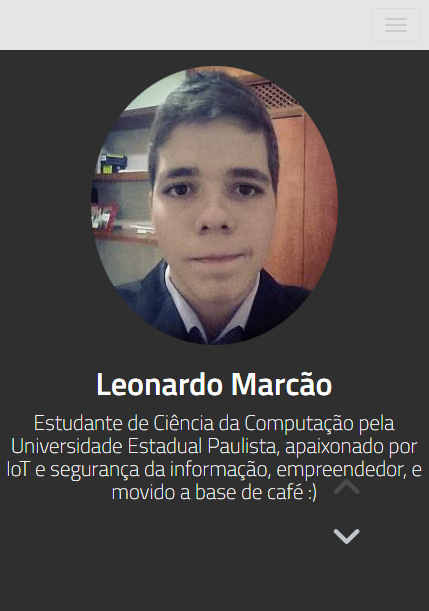 Leonardo Marcão
Estudante de Ciência da Computação pela
Universidade Estadual Paulista, apaixonado por
IoT e segurança da informação, empreendedor, e
movido a base de café :)